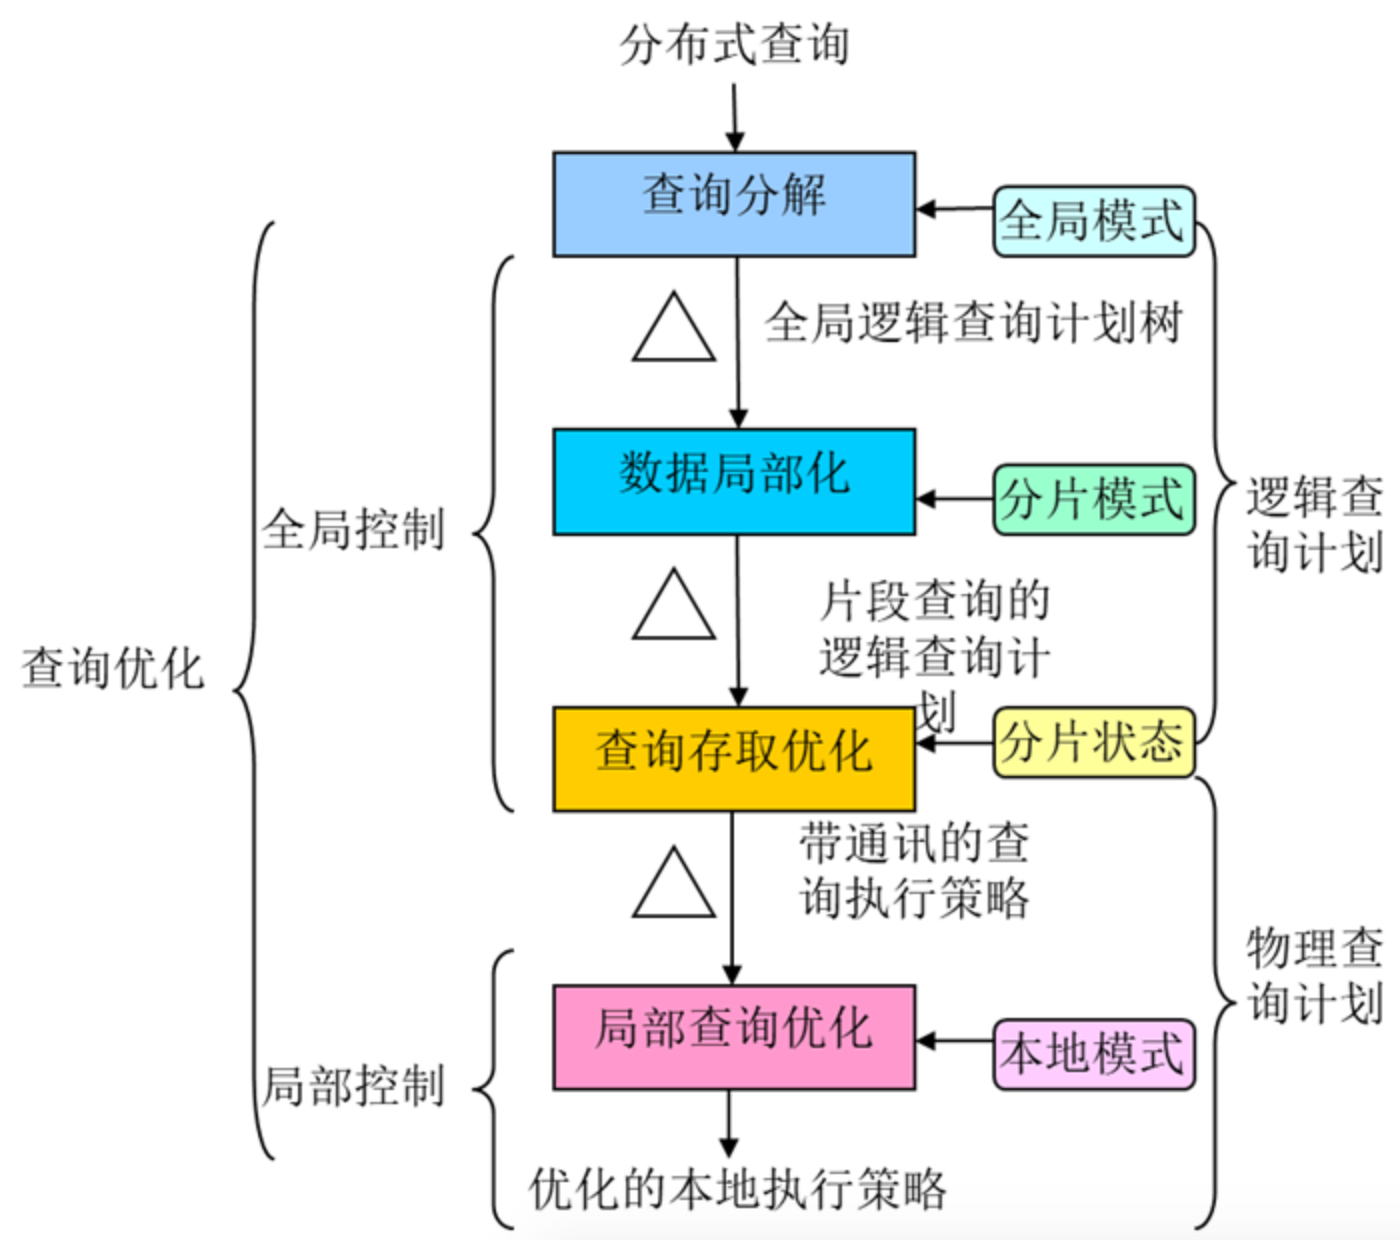 分布式查询
查询分解
全局模式
全局逻辑查询计划树
数据局部化
分片模式
逻辑查
询计划
全局控制
片段查询的
逻辑查询计
划
查询优化
查询存取优化
分片状态
带通讯的查
询执行策略
物理查
询计划
局部查询优化
本地模式
局部控制
优化的本地执行策略